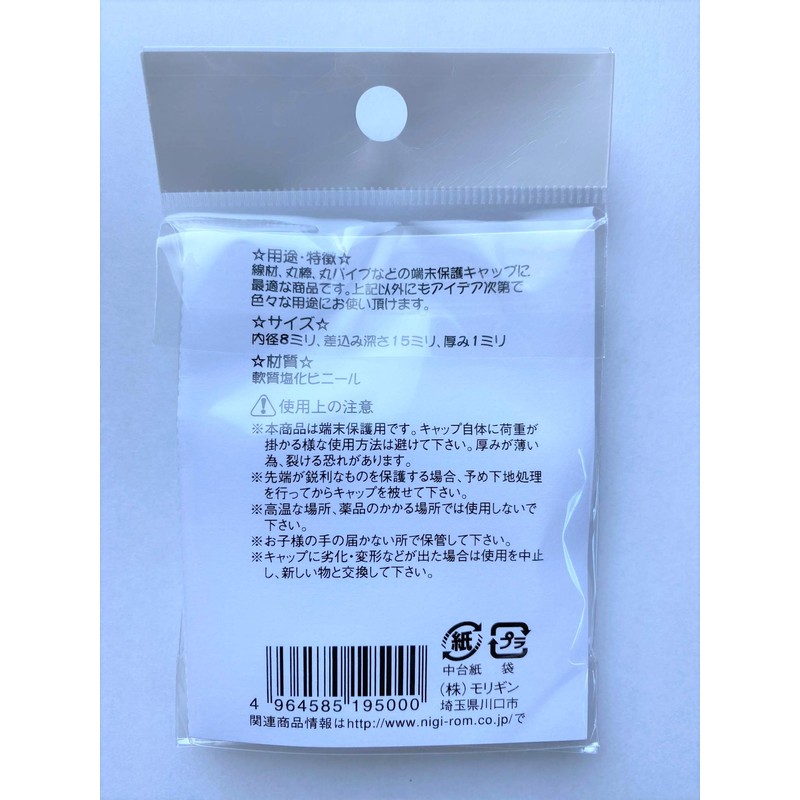 ☆用途・特徴☆
線材、丸棒、丸パイプなどの端末保護キャップに
最適な商品です。上記以外にもアイデア次第で
色々な用途にお使い頂けます。
☆サイズ☆
内径8ミリ、差込み深さ15ミリ、厚み1ミリ
☆材質☆
軟質塩化ビニール
使用上の注意
※本商品は端末保護用です。キャップ自体に荷重が
掛かる様な使用方法は避けて下さい。厚みが薄い
為、裂ける恐れがあります。
※先端が鋭利なものを保護する場合、予め下地処理
を行ってからキャップを被せて下さい。
※高温な場所、薬品のかかる場所では使用しないで
下さい。
※お子様の手の届かない所で保管して下さい。
※キャップに劣化・変形などが出た場合は使用を中止
し、新しい物と交換して下さい。
紙 プラ
中台紙 袋
(株)モリギン
埼玉県川口市
4 964585 195000
関連商品情報はhttp://www.nigi-rom.co.jp/で